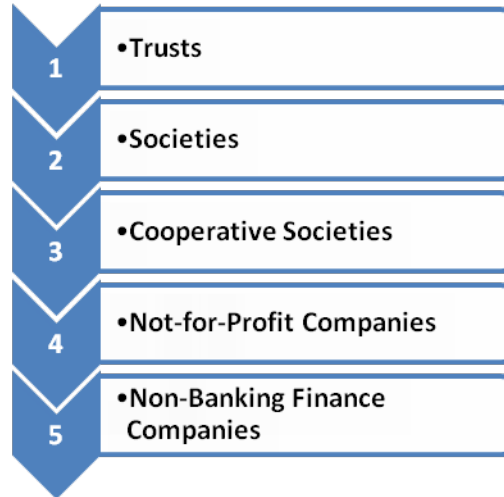 1
•Trusts
2
•Societies
3
•Cooperative Societies
4
•Not-for-Profit Companies
5
•Non-Banking Finance
Companies